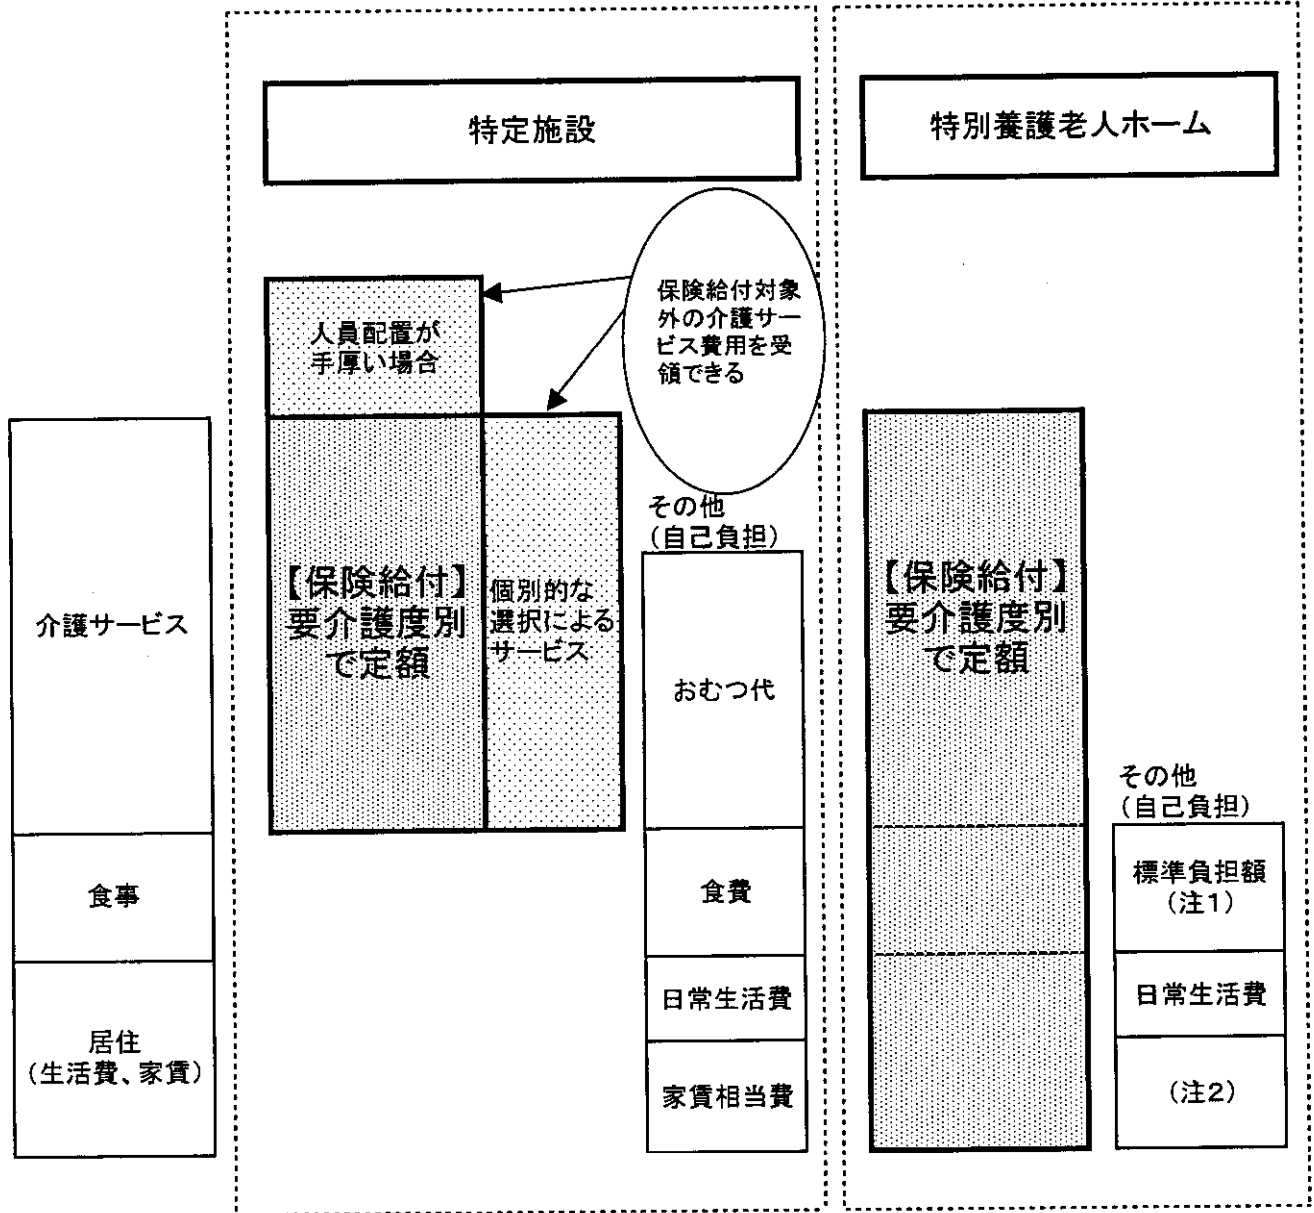 特定施設
特別養護老人ホーム
人員配置が
手厚い場合
保険給付対象
外の介護サー
ビス費用を受
領できる
介護サービス
食事
居住
(生活費、家賃)
【保険給付】
要介護度別
で定額
個別的な
選択による
サービス
その他
(自己負担)
おむつ代
食費
日常生活費
家賃相当費
【保険給付】
要介護度別
で定額
その他
(自己負担)
標準負担額
(注1)
日常生活費
(注2)